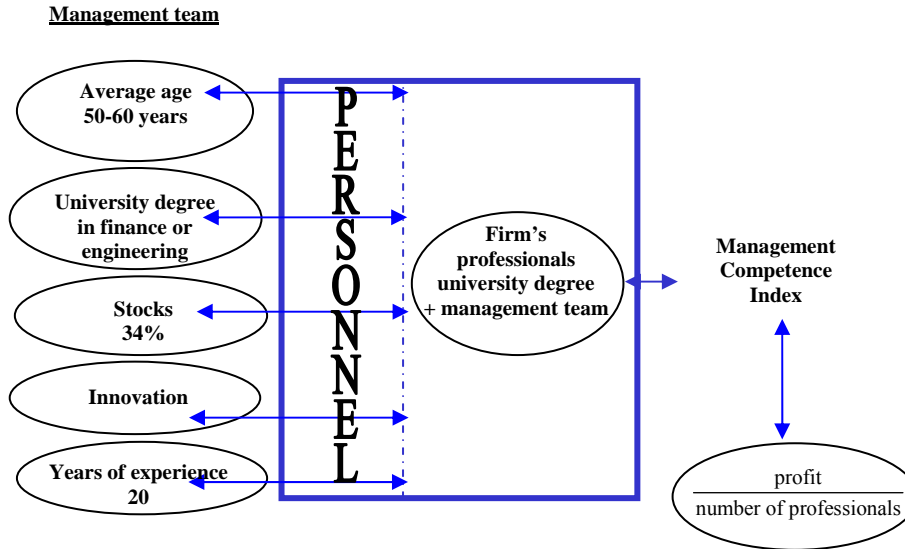 Management team
Average age
50-60 years
University degree
in finance or
engineering
Stocks
34%
Innovation
Years of experience
20
PERSONNEL
Firm's
professionals
university degree
+ management team
Management
Competence
Index
profit
number of professionals